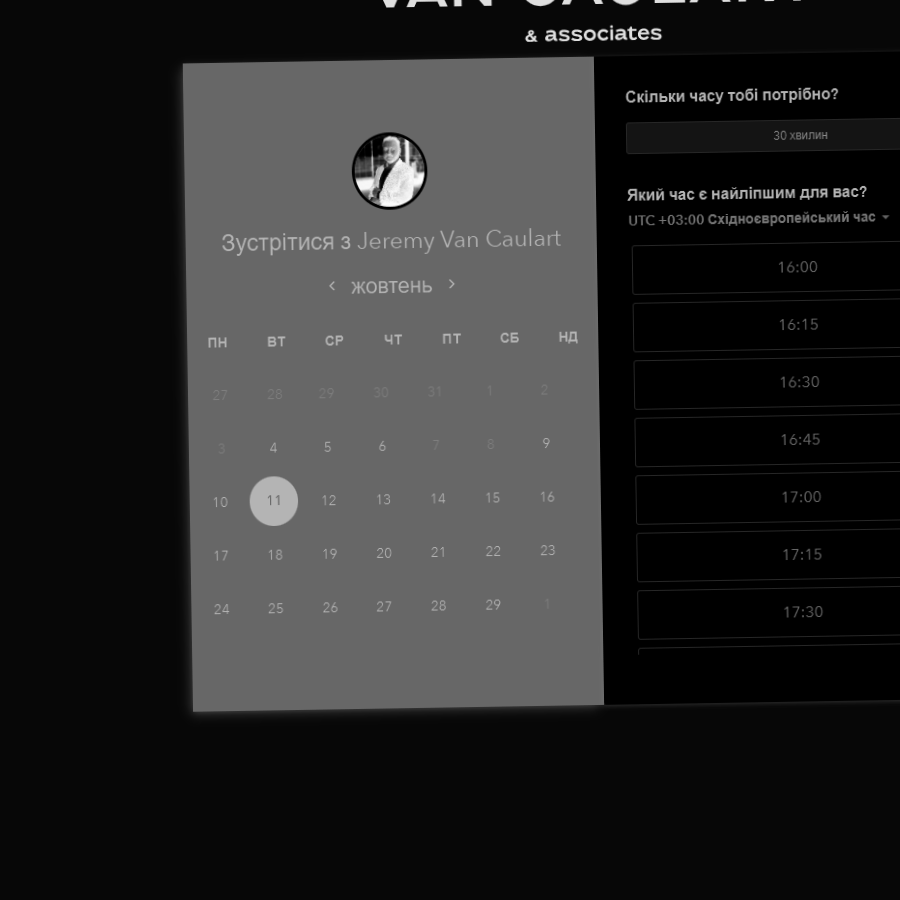 VAN CAULART
& associates
Зустрітися з Jeremy Van Caulart
жовтень
ПН ВТ СР ЧТ ПТ СБ НД
27 28 29 30 31 1 2
3 4 5 6 7 8 9
10 11 12 13 14 15 16
17 18 19 20 21 22 23
24 25 26 27 28 29 1
Скільки часу тобі потрібно?
30 хвилин
Який час є найліпшим для вас?
UTC +03:00 Східноєвропейський час
16:00
16:15
16:30
16:45
17:00
17:15
17:30